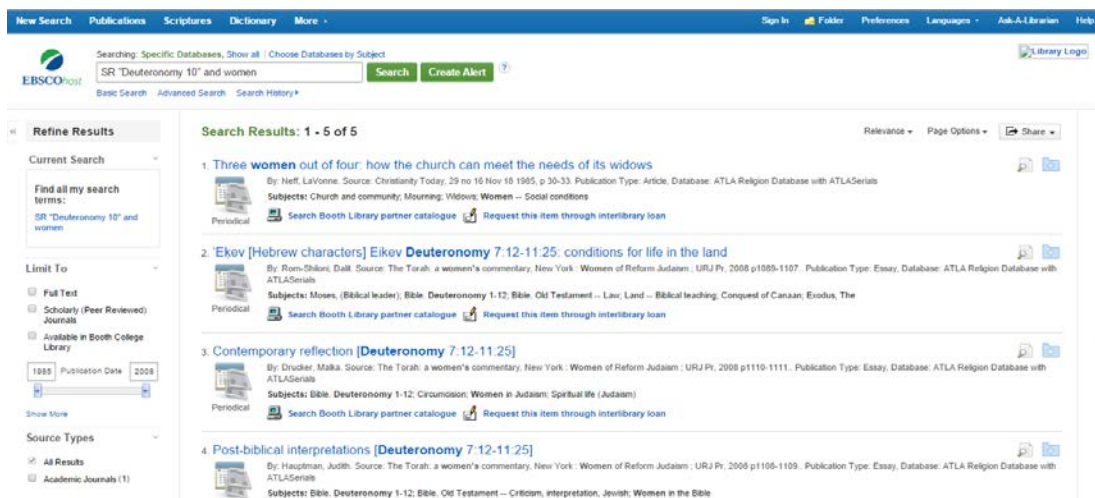 New Search Publications Scriptures Dictionary More Sign In Folder Preferences Languages Ask-A-Librarian Help
Searching: Specific Databases, Show all | Choose Databases by Subject
EBSCOhost SR "Deuteronomy 10" and women Search Create Alert ? Library Logo
Basic Search Advanced Search Search History
Refine Results
Search Results: 1 - 5 of 5 Relevance Page Options Share
Current Search
Find all my search terms:
SR "Deuteronomy 10" and women
Limit To
Full Text
Scholarly (Peer Reviewed) Journals
Available in Booth College Library
1985 Publication Date 2008
Show More
Source Types
All Results
Academic Journals (1)
1. Three women out of four: how the church can meet the needs of its widows
By: Neff, LaVonne. Source: Christianity Today, 29 no 16 Nov 18 1985, p 30-33. Publication Type: Article, Database: ATLA Religion Database with ATLASerials
Subjects: Church and community; Mourning; Widows; Women -- Social conditions
Periodical Search Booth Library partner catalogue Request this item through interlibrary loan
2. 'Eḳev [Hebrew characters] Eikev Deuteronomy 7:12-11:25: conditions for life in the land
By: Rom-Shiloni, Dalit. Source: The Torah: a women's commentary, New York : Women of Reform Judaism ; URJ Pr, 2008 p1089-1107.. Publication Type: Essay, Database: ATLA Religion Database with
ATLASerials
Subjects: Moses, (Biblical leader); Bible. Deuteronomy 1-12; Bible. Old Testament -- Law; Land -- Biblical teaching; Conquest of Canaan; Exodus, The
Periodical Search Booth Library partner catalogue Request this item through interlibrary loan
3. Contemporary reflection [Deuteronomy 7:12-11:25]
By: Drucker, Malka. Source: The Torah: a women's commentary, New York : Women of Reform Judaism ; URJ Pr, 2008 p1110-1111.. Publication Type: Essay, Database: ATLA Religion Database with
ATLASerials
Subjects: Bible. Deuteronomy 1-12; Circumcision; Women in Judaism; Spiritual life (Judaism)
Periodical Search Booth Library partner catalogue Request this item through interlibrary loan
4. Post-biblical interpretations [Deuteronomy 7:12-11:25]
By: Hauptman, Judith. Source: The Torah: a women's commentary, New York : Women of Reform Judaism ; URJ Pr, 2008 p1108-1109.. Publication Type: Essay, Database: ATLA Religion Database with
ATLASerials
Subjects: Bible. Deuteronomy 1-12; Bible. Old Testament -- Criticism, interpretation, Jewish; Women in the Bible